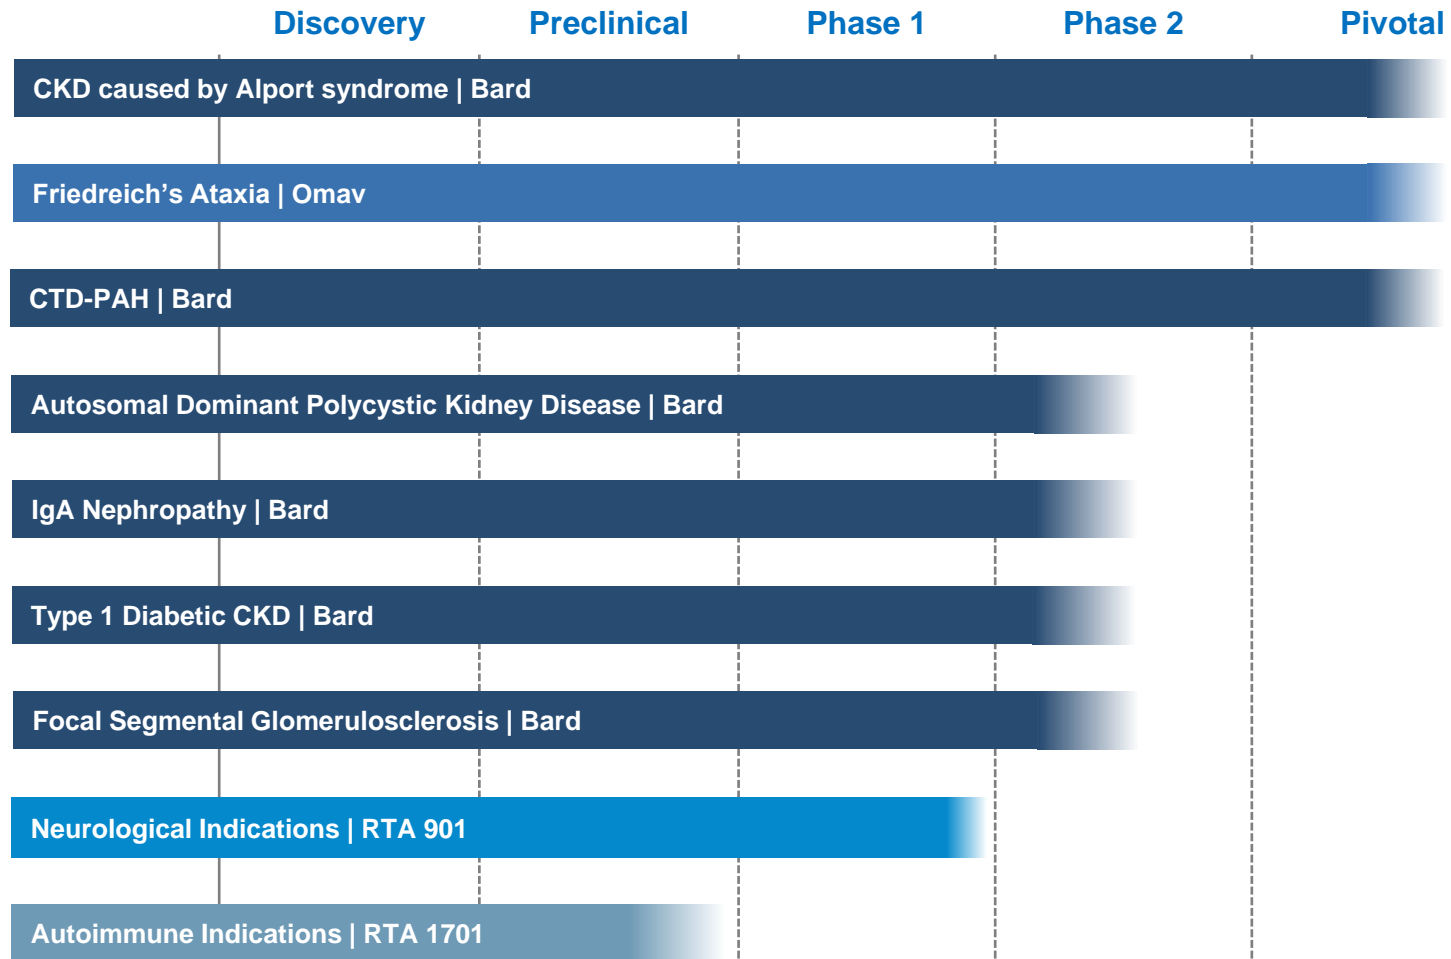 Discovery Preclinical Phase 1 Phase 2 Pivotal
CKD caused by Alport syndrome | Bard
Friedreich’s Ataxia | Omav
CTD-PAH | Bard
Autosomal Dominant Polycystic Kidney Disease | Bard
IgA Nephropathy | Bard
Type 1 Diabetic CKD | Bard
Focal Segmental Glomerulosclerosis | Bard
Neurological Indications | RTA 901
Autoimmune Indications | RTA 1701